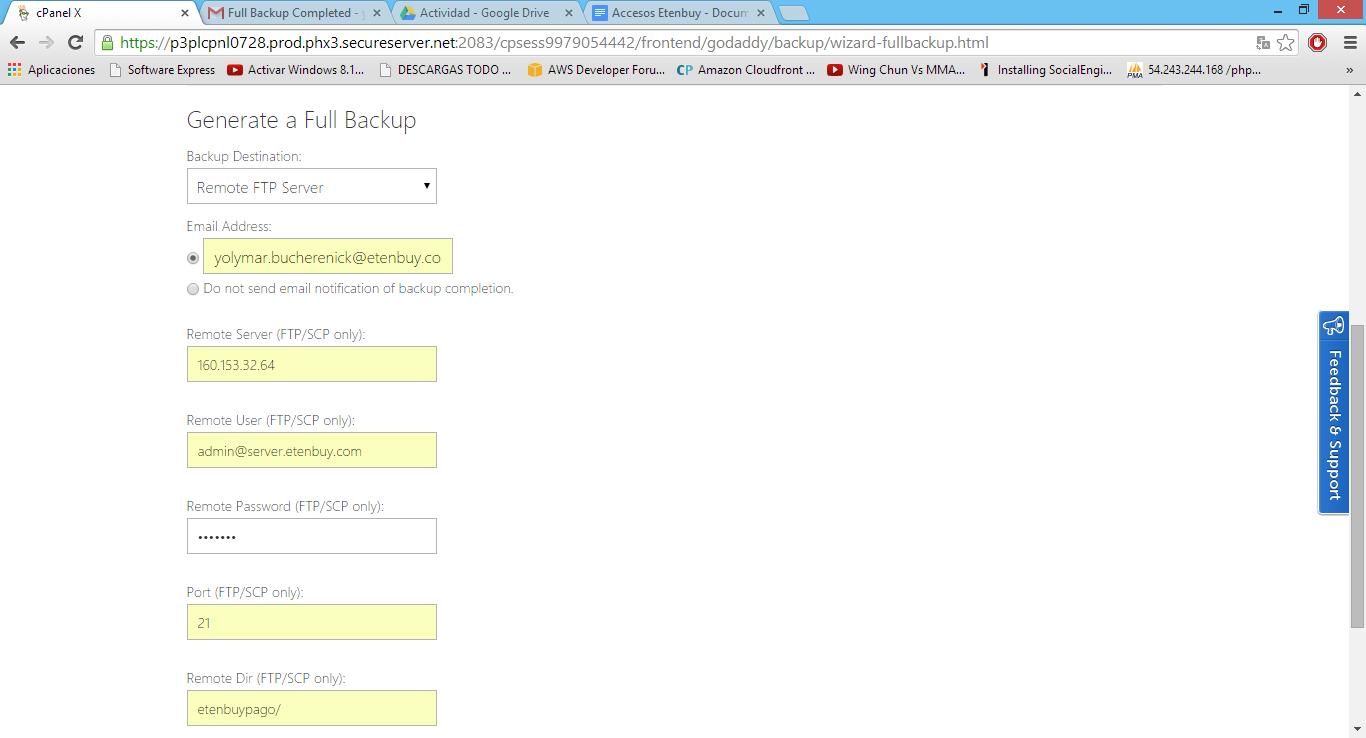 cPanel X
Full Backup Completed -
Actividad - Google Drive
Accesos Etenbuy - Docum
https://p3plcpnl0728.prod.phx3.secureserver.net:2083/cpsess9979054442/frontend/godaddy/backup/wizard-fullbackup.html
Aplicaciones
Software Express
Activar Windows 8.1...
DESCARGAS TODO ...
AWS Developer Foru...
CP Amazon Cloudfront ...
Wing Chun Vs MMA...
Installing SocialEngi...
PMA 54.243.244.168 /php...
»
Generate a Full Backup
Backup Destination:
Remote FTP Server
Email Address:
yolymar.bucherenick@etenbuy.co
Do not send email notification of backup completion.
Remote Server (FTP/SCP only):
160.153.32.64
Remote User (FTP/SCP only):
admin@server.etenbuy.com
Remote Password (FTP/SCP only):
•••••••
Port (FTP/SCP only):
21
Remote Dir (FTP/SCP only):
etenbuypago/
Feedback & Support